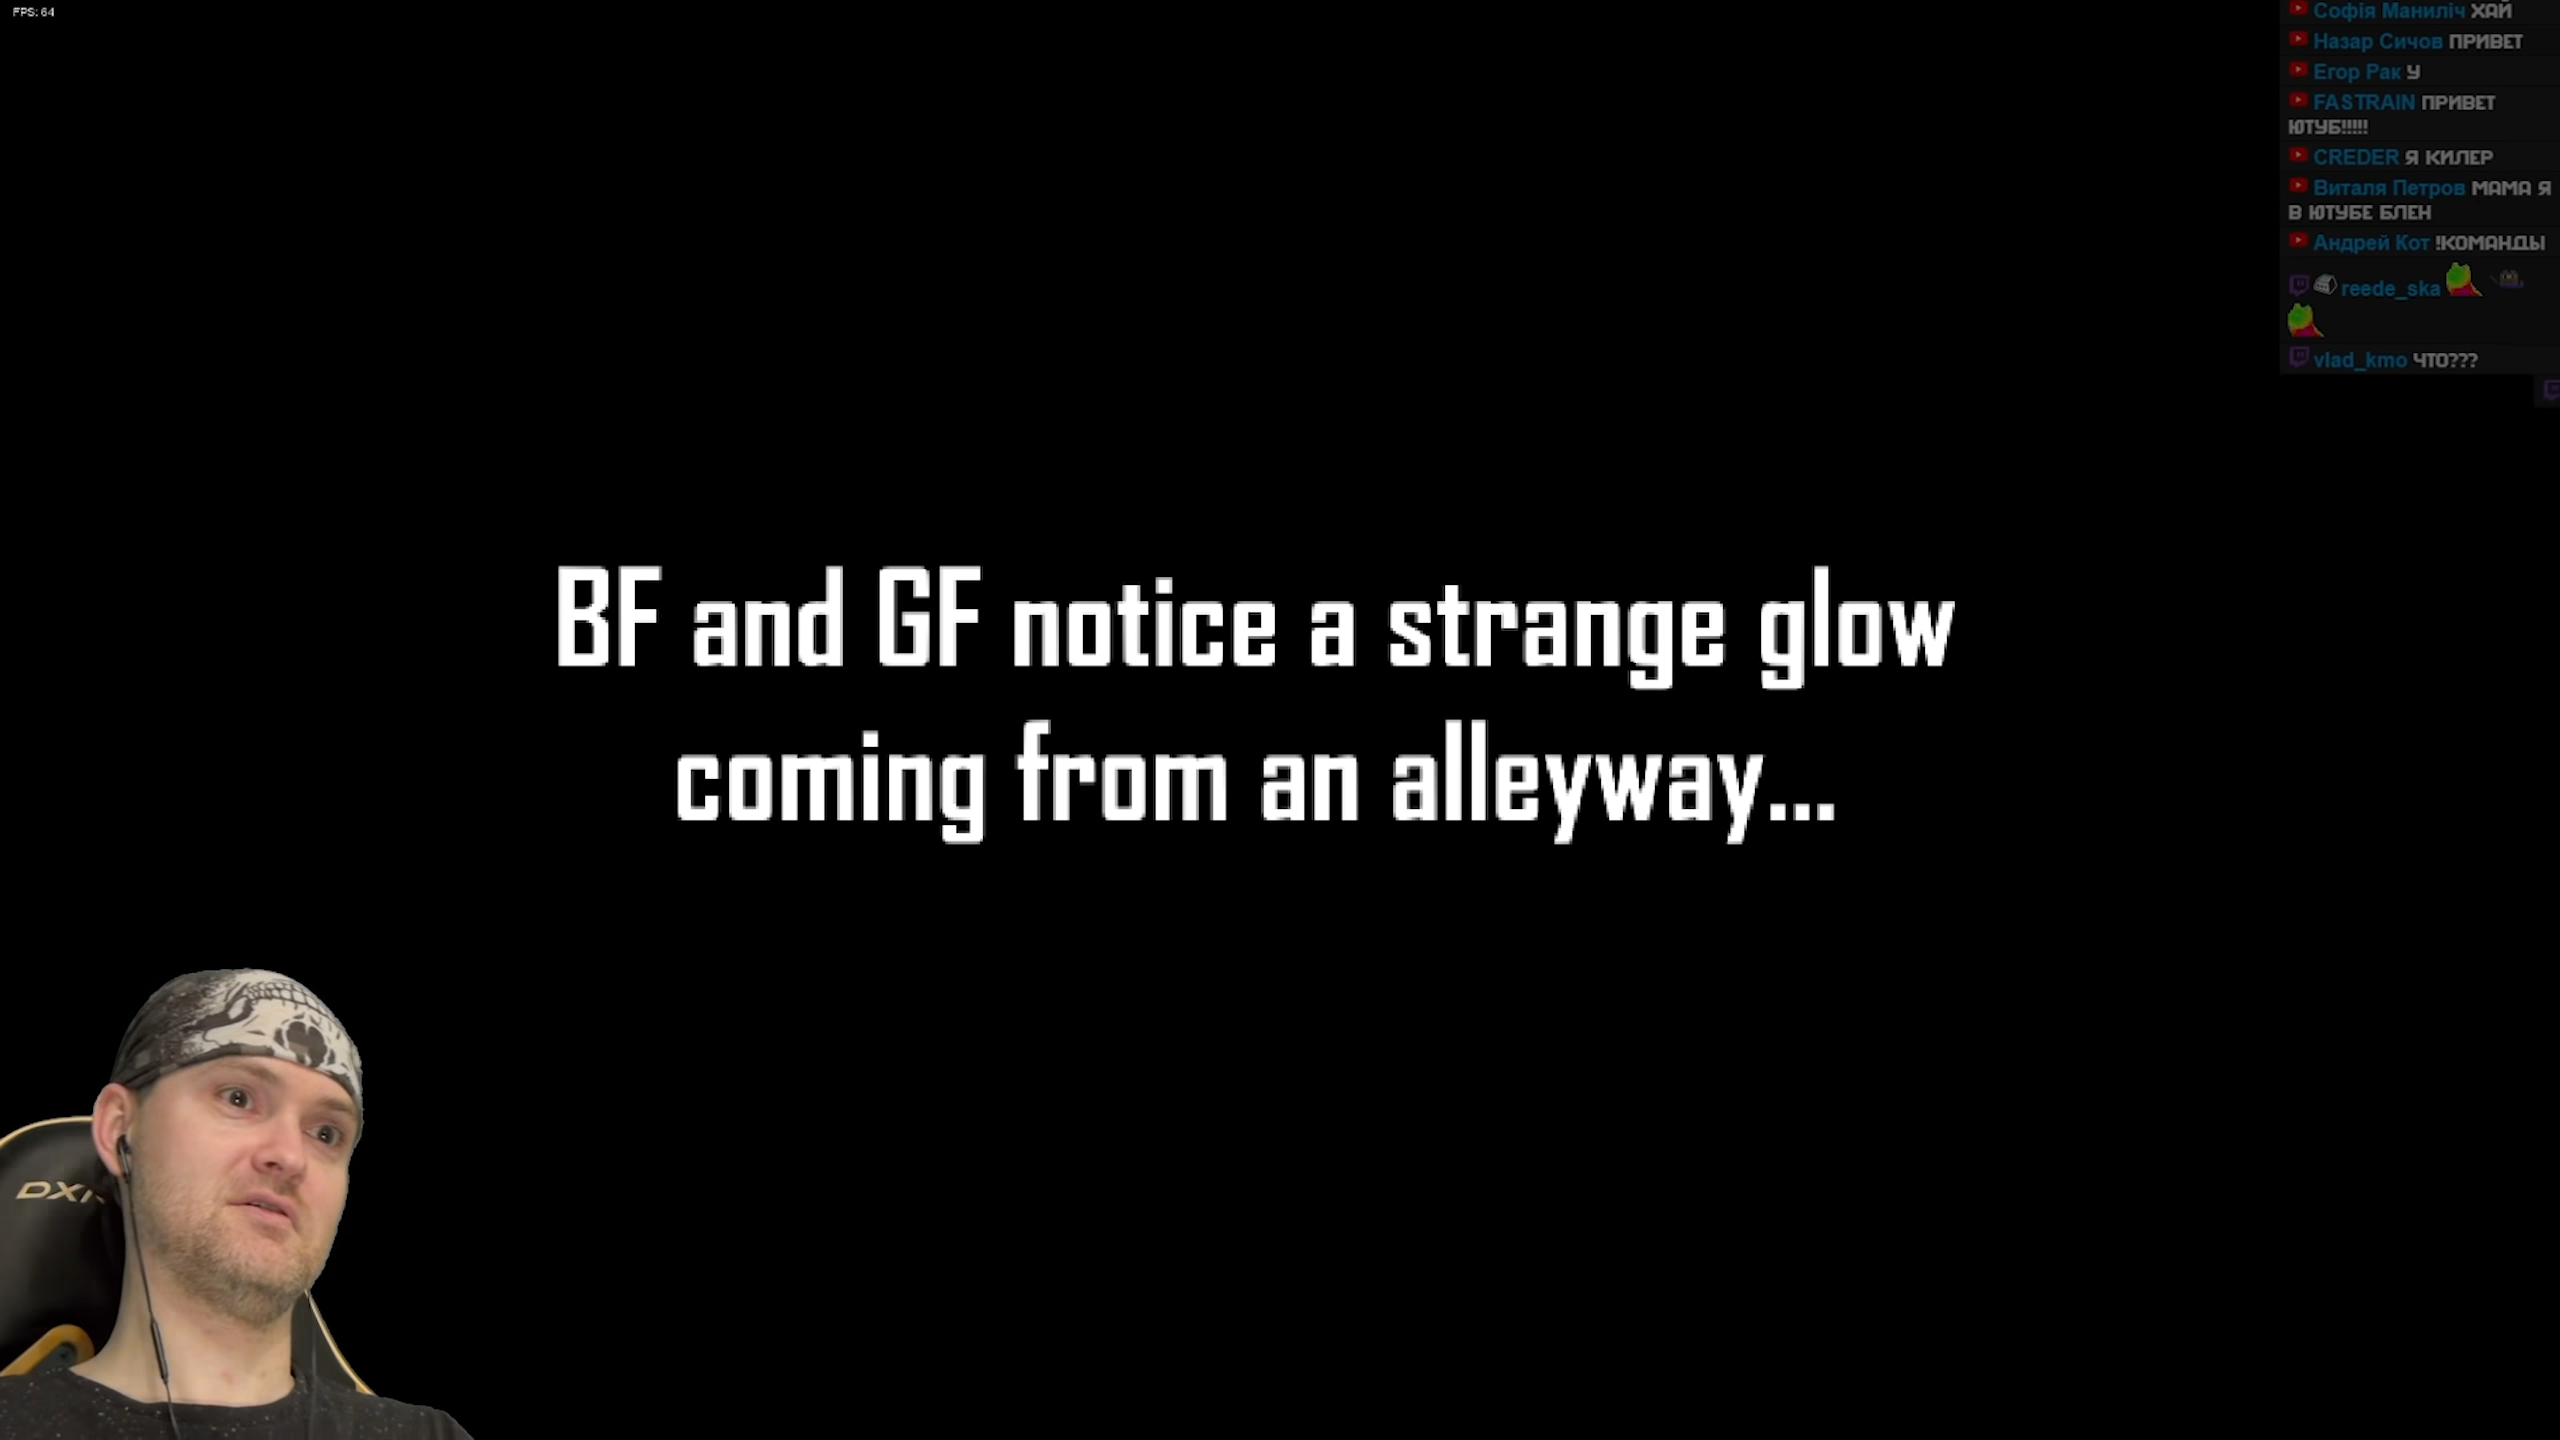 FPS: 64
Софія Маниліч ХАЙ
Назар Сичов ПРИВЕТ
Егор Рак У
FASTRAIN ПРИВЕТ
ЮТУБ!!!!!
CREDER Я КИЛЕР
Виталя Петров МАМА Я
В ЮТУБЕ БЛЕН
Андрей Кот !КОМАНДЫ
reede_ska
vlad_kmo ЧТО???
BF and GF notice a strange glow
coming from an alleyway...